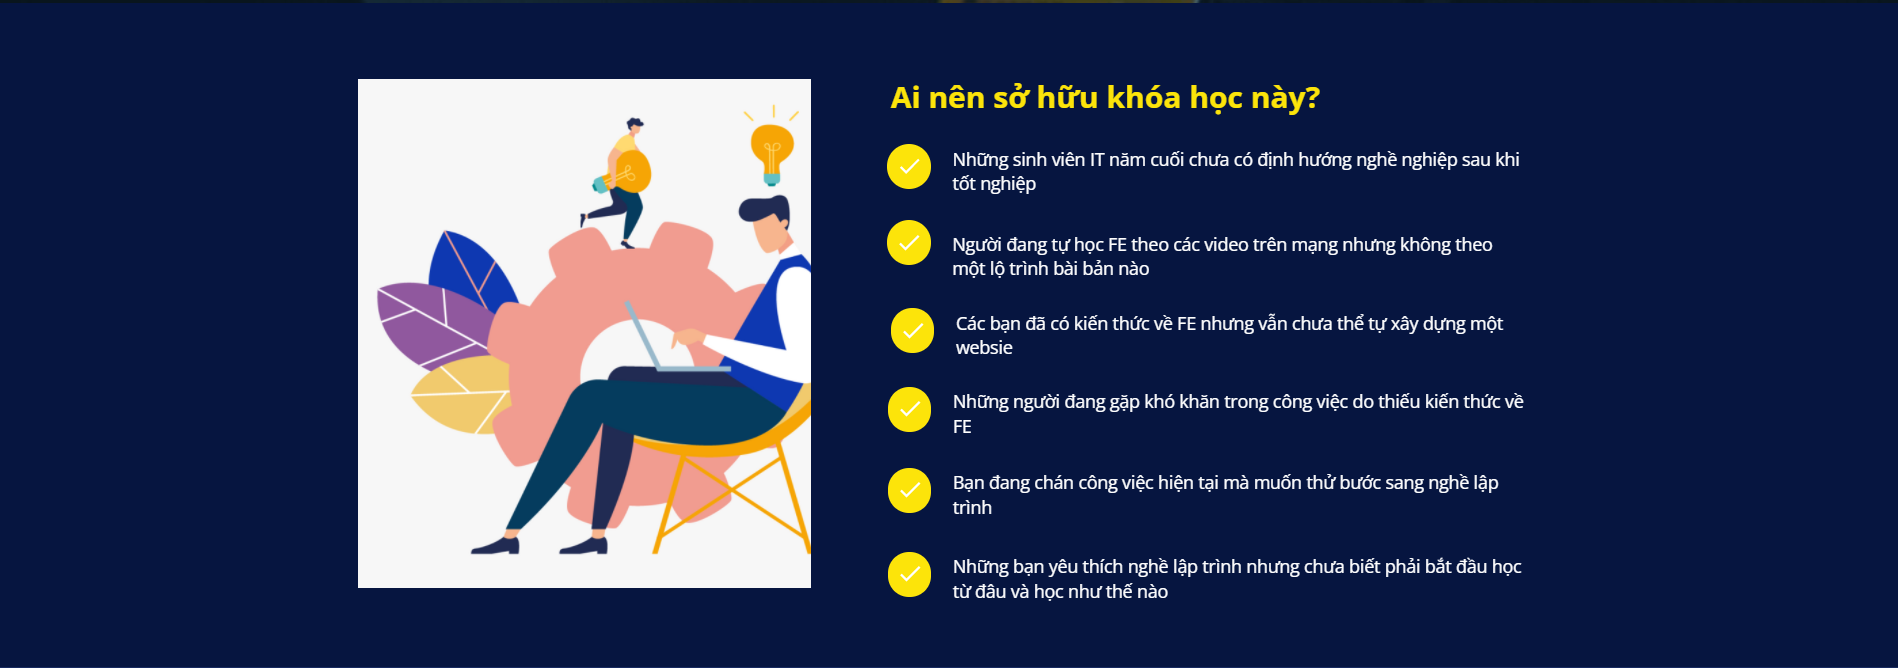 Ai nên sở hữu khóa học này?
Những sinh viên IT năm cuối chưa có định hướng nghề nghiệp sau khi
tốt nghiệp
Người đang tự học FE theo các video trên mạng nhưng không theo
một lộ trình bài bản nào
Các bạn đã có kiến thức về FE nhưng vẫn chưa thể tự xây dựng một
websie
Những người đang gặp khó khăn trong công việc do thiếu kiến thức về
FE
Bạn đang chán công việc hiện tại mà muốn thử bước sang nghề lập
trình
Những bạn yêu thích nghề lập trình nhưng chưa biết phải bắt đầu học
từ đâu và học như thế nào